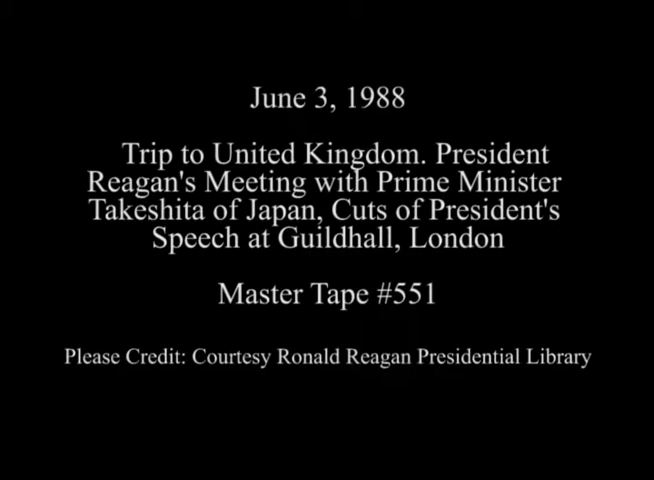 June 3, 1988
Trip to United Kingdom. President
Reagan's Meeting with Prime Minister
Takeshita of Japan, Cuts of President's
Speech at Guildhall, London
Master Tape #551
Please Credit: Courtesy Ronald Reagan Presidential Library